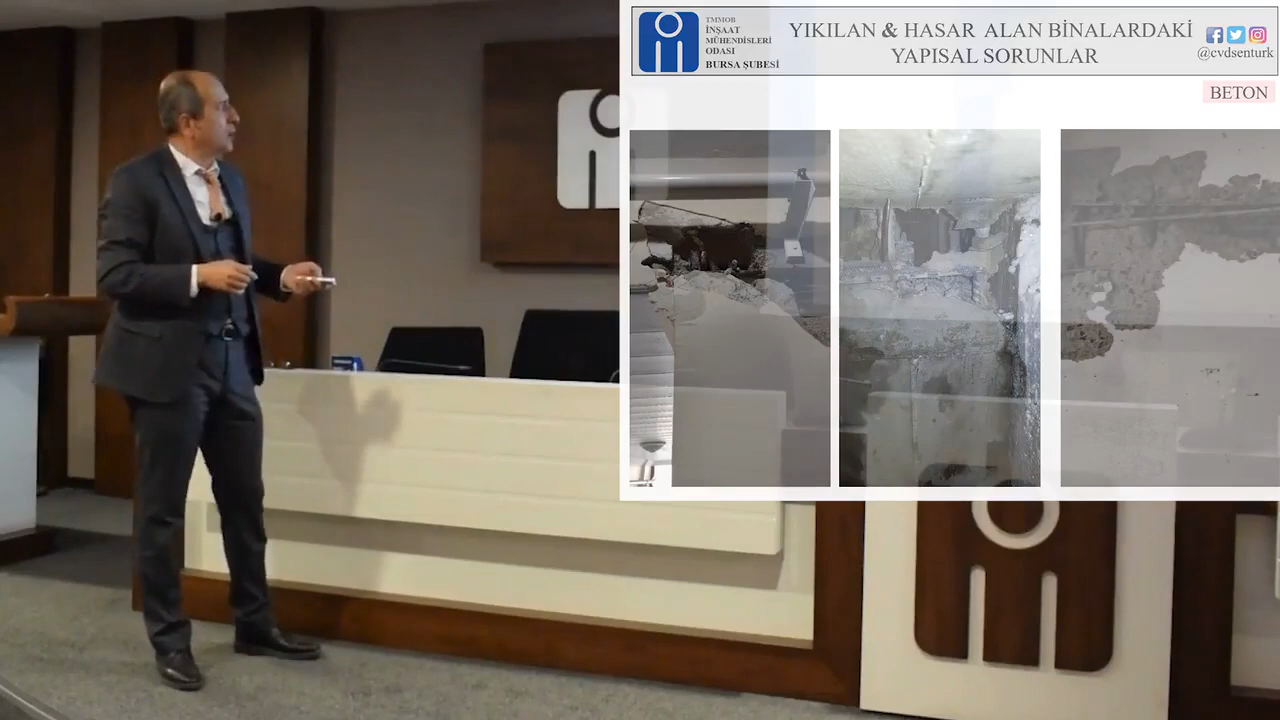 TMMOB
İNŞAAT
MÜHENDİSLERİ
ODASI
BURSA ŞUBESİ
YIKILAN & HASAR ALAN BİNALARDAKİ
YAPISAL SORUNLAR
@cvdsenturk
BETON